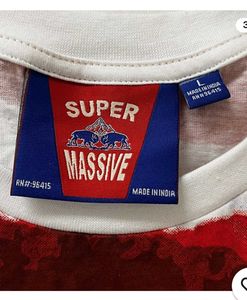 SUPER
MASSIVE
RN#:96415
MADE IN INDIA
L
MADE IN INDIA
RN# 96415
3